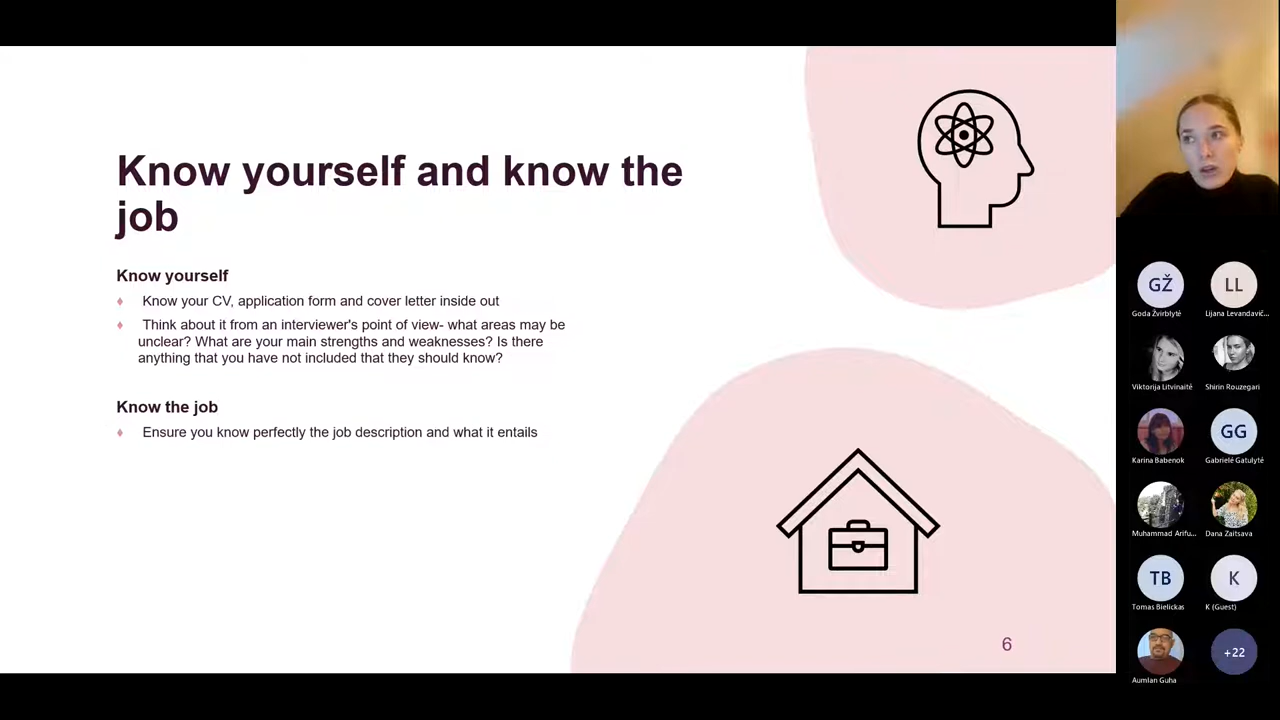 Know yourself and know the
job
Know yourself
Know your CV, application form and cover letter inside out
Think about it from an interviewer's point of view- what areas may be
unclear? What are your main strengths and weaknesses? Is there
anything that you have not included that they should know?
Know the job
Ensure you know perfectly the job description and what it entails
6
GŽ
LL
Goda Žvirblytė
Lijana Levandavič...
Viktorija Litvinaitė
Shirin Rouzegari
GG
Karina Babenok
Gabrielė Gatulytė
Muhammad Arifu...
Dana Zaitsava
TB
K
Tomas Bielickas
K (Guest)
+22
Aumlan Guha